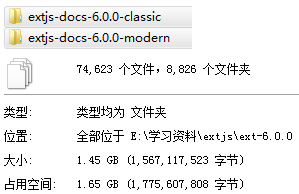 extjs-docs-6.0.0-classic
extjs-docs-6.0.0-modern
74,623 个文件，8,826 个文件夹
类型: 类型均为 文件夹
位置: 全部位于 E:\学习资料\extjs\ext-6.0.0
大小: 1.45 GB (1,567,117,523 字节)
占用空间: 1.65 GB (1,775,607,808 字节)